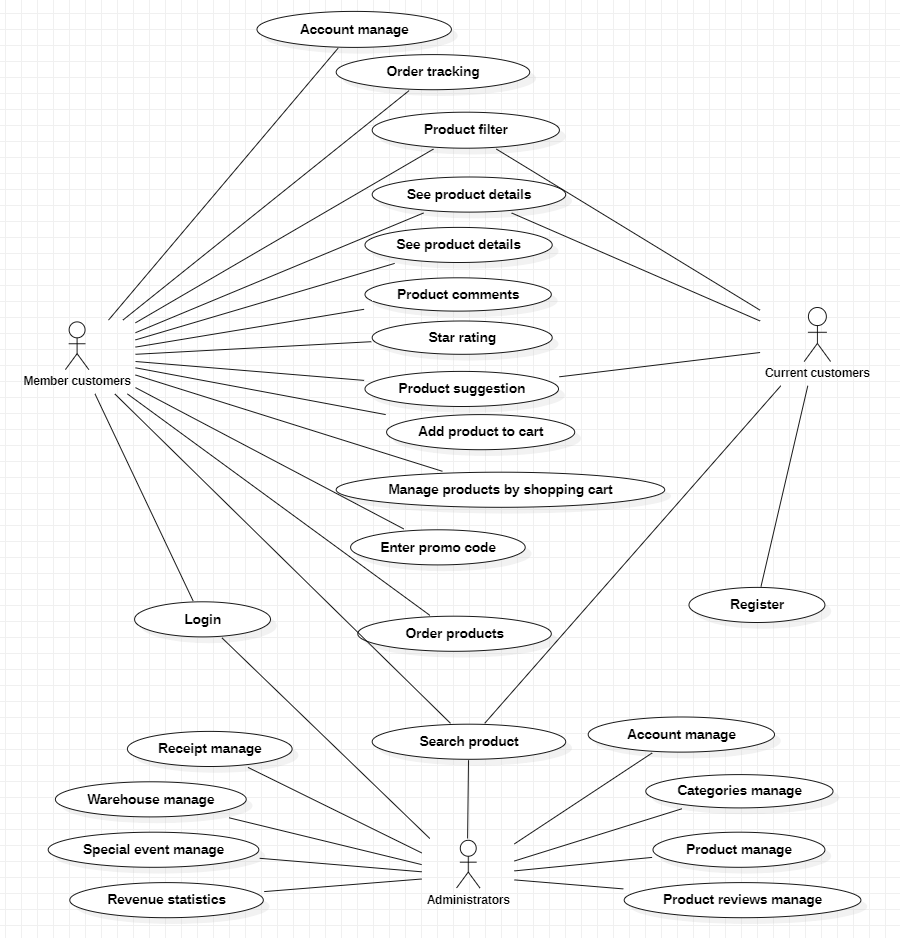 Account manage
Order tracking
Product filter
See product details
See product details
Product comments
Star rating
Member customers
Current customers
Product suggestion
Add product to cart
Manage products by shopping cart
Enter promo code
Register
Login
Order products
Search product
Account manage
Receipt manage
Categories manage
Warehouse manage
Special event manage
Product manage
Revenue statistics
Administrators
Product reviews manage